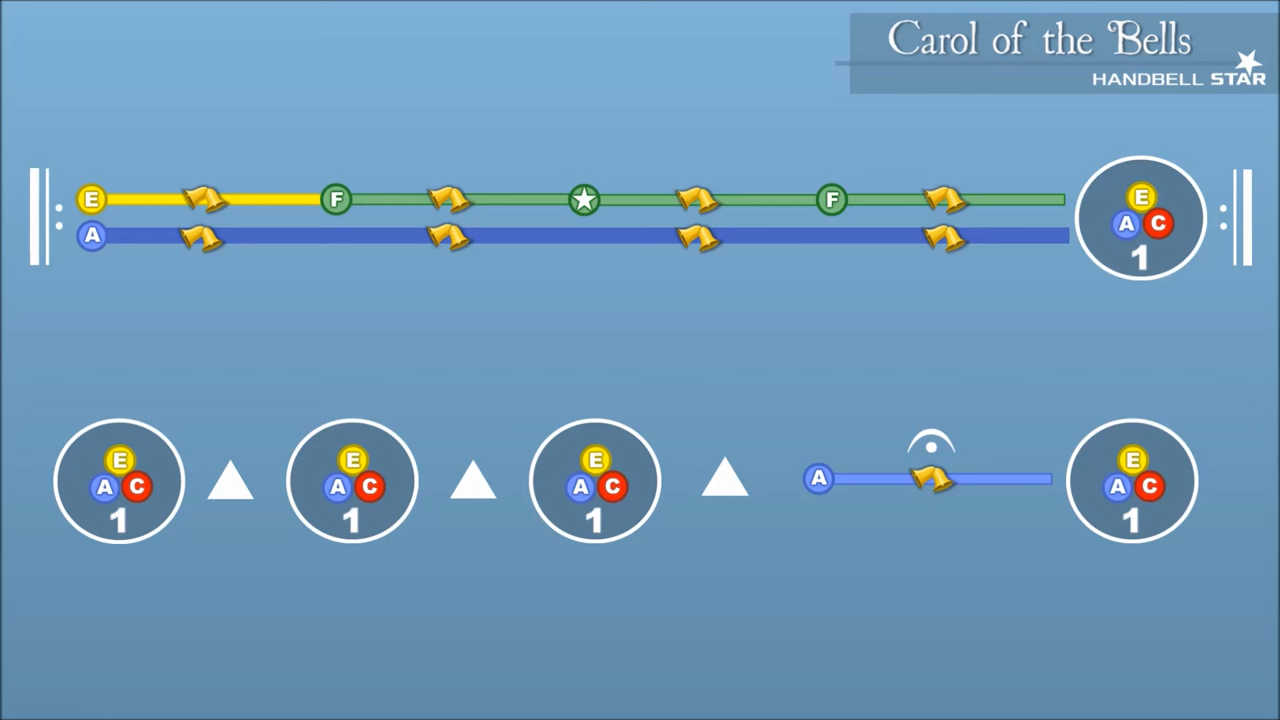 Carol of the Bells
HANDBELL STAR
E F F
A
E
A C
1
E E E E
A C A C A C A A C
1 1 1 1